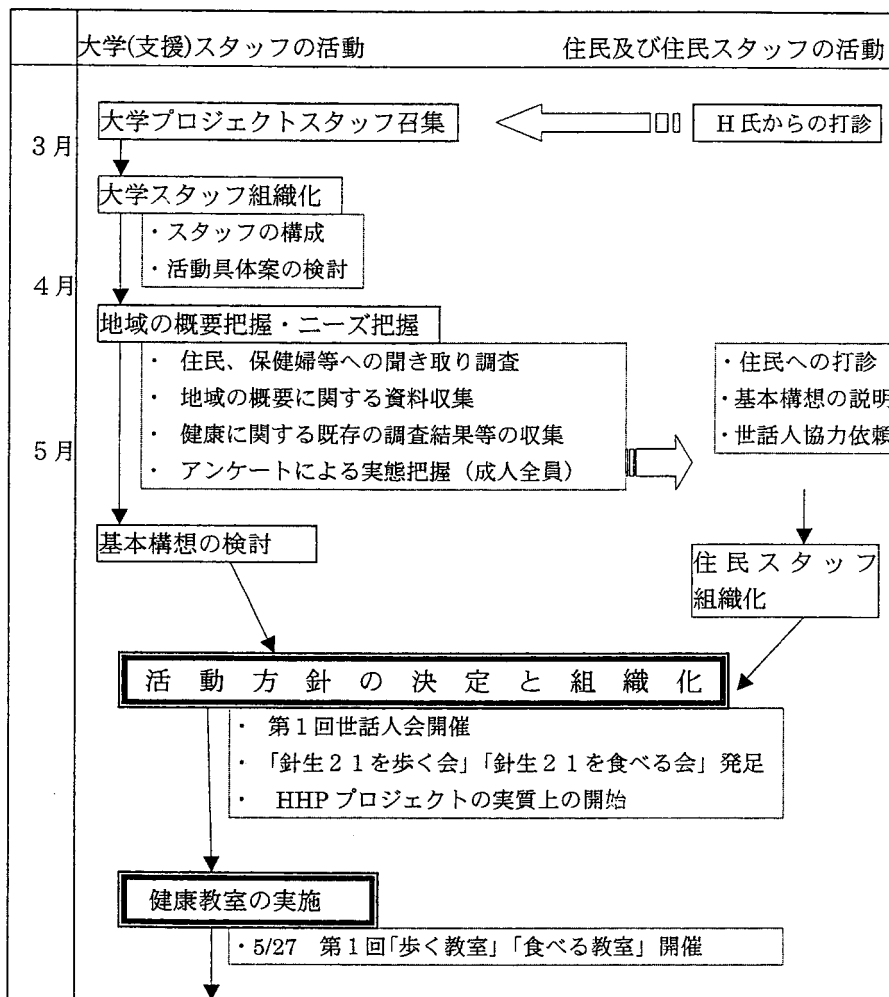 大学(支援)スタッフの活動 住民及び住民スタッフの活動
3月
大学プロジェクトスタッフ召集
H氏からの打診
大学スタッフ組織化
・スタッフの構成
・活動具体案の検討
4月
地域の概要把握・ニーズ把握
・ 住民、保健婦等への聞き取り調査
・ 地域の概要に関する資料収集
・ 健康に関する既存の調査結果等の収集
・ アンケートによる実態把握（成人全員）
・住民への打診
・基本構想の説明
・世話人協力依頼
5月
基本構想の検討
住民スタッフ
組織化
活動方針の決定と組織化
・ 第1回世話人会開催
・ 「針生21を歩く会」「針生21を食べる会」発足
・ HHPプロジェクトの実質上の開始
健康教室の実施
・5/27 第1回「歩く教室」「食べる教室」開催